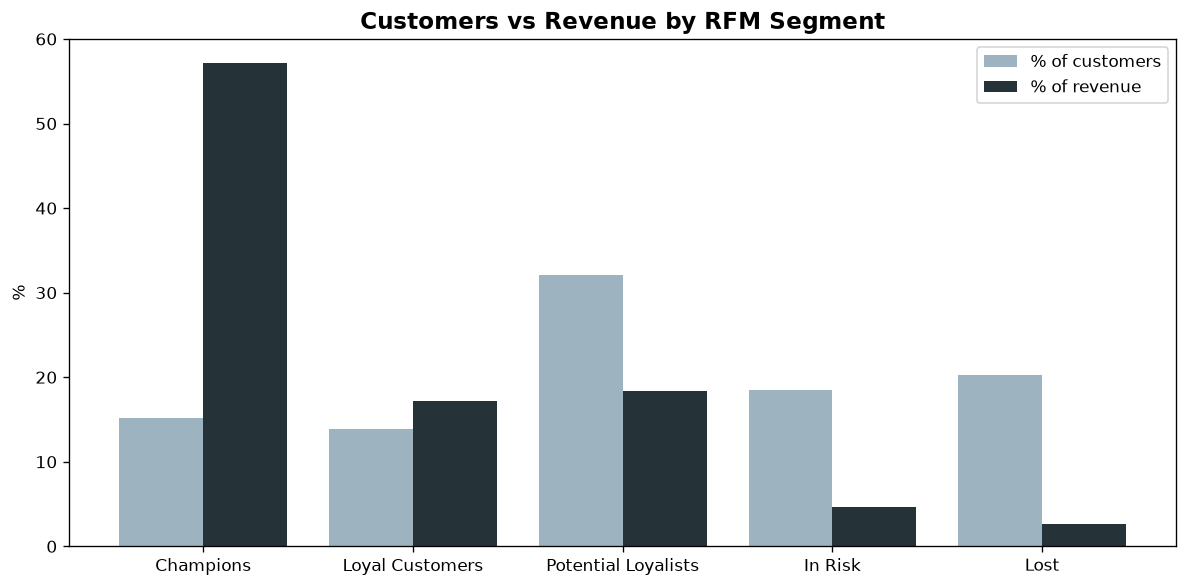 Customers vs Revenue by RFM Segment
% of customers
% of revenue
%
60
50
40
30
20
10
0
Champions
Loyal Customers
Potential Loyalists
In Risk
Lost